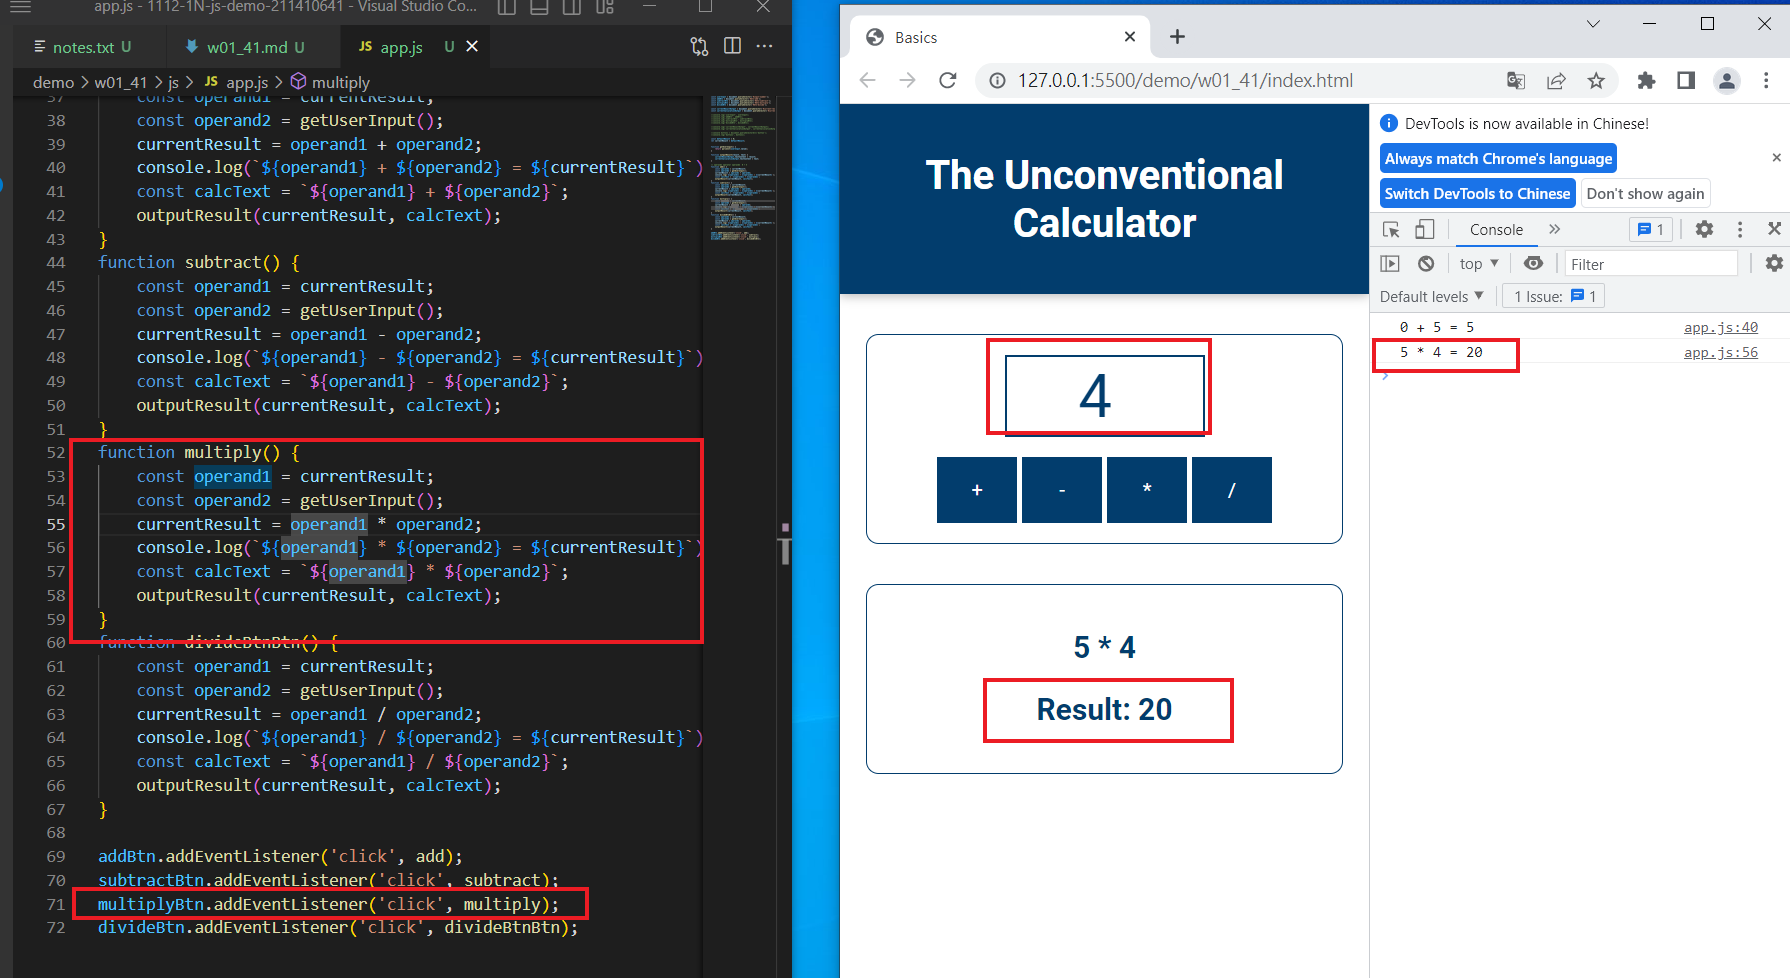 app.js - 1112-1N-js-demo-211410641 - Visual Studio Co...
notes.txt U
w01_41.md U
JS app.js U
demo > w01_41 > js > JS app.js > multiply
37 const operand1 = currentResult;
38 const operand2 = getUserInput();
39 currentResult = operand1 + operand2;
40 console.log(`${operand1} + ${operand2} = ${currentResult}`)
41 const calcText = `${operand1} + ${operand2}`;
42 outputResult(currentResult, calcText);
43 }
44 function subtract() {
45 const operand1 = currentResult;
46 const operand2 = getUserInput();
47 currentResult = operand1 - operand2;
48 console.log(`${operand1} - ${operand2} = ${currentResult}`)
49 const calcText = `${operand1} - ${operand2}`;
50 outputResult(currentResult, calcText);
51 }
52 function multiply() {
53 const operand1 = currentResult;
54 const operand2 = getUserInput();
55 currentResult = operand1 * operand2;
56 console.log(`${operand1} * ${operand2} = ${currentResult}`)
57 const calcText = `${operand1} * ${operand2}`;
58 outputResult(currentResult, calcText);
59 }
60 function divideBtnBtn() {
61 const operand1 = currentResult;
62 const operand2 = getUserInput();
63 currentResult = operand1 / operand2;
64 console.log(`${operand1} / ${operand2} = ${currentResult}`)
65 const calcText = `${operand1} / ${operand2}`;
66 outputResult(currentResult, calcText);
67 }
68
69 addBtn.addEventListener('click', add);
70 subtractBtn.addEventListener('click', subtract);
71 multiplyBtn.addEventListener('click', multiply);
72 divideBtn.addEventListener('click', divideBtnBtn);
Basics
127.0.0.1:5500/demo/w01_41/index.html
The Unconventional
Calculator
4
+ - * /
5 * 4
Result: 20
DevTools is now available in Chinese!
Always match Chrome's language
Switch DevTools to Chinese
Don't show again
Console
1
top
Filter
Default levels
1 Issue: 1
0 + 5 = 5 app.js:40
5 * 4 = 20 app.js:56